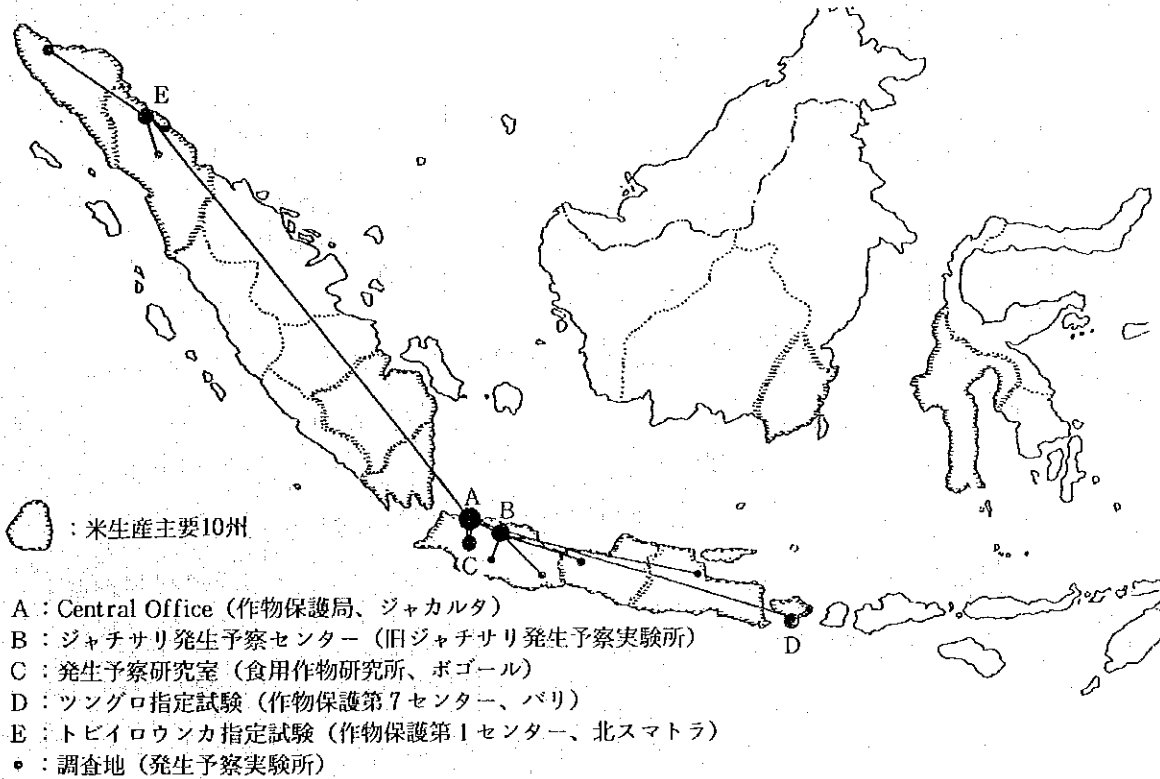 E
A
B
C
D
：米生産主要10州
A：Central Office（作物保護局、ジャカルタ）
B：ジャチサリ発生予察センター（旧ジャチサリ発生予察実験所）
C：発生予察研究室（食用作物研究所、ボゴール）
D：ツングロ指定試験（作物保護第7センター、バリ）
E：トビイロウンカ指定試験（作物保護第1センター、北スマトラ）
•：調査地（発生予察実験所）